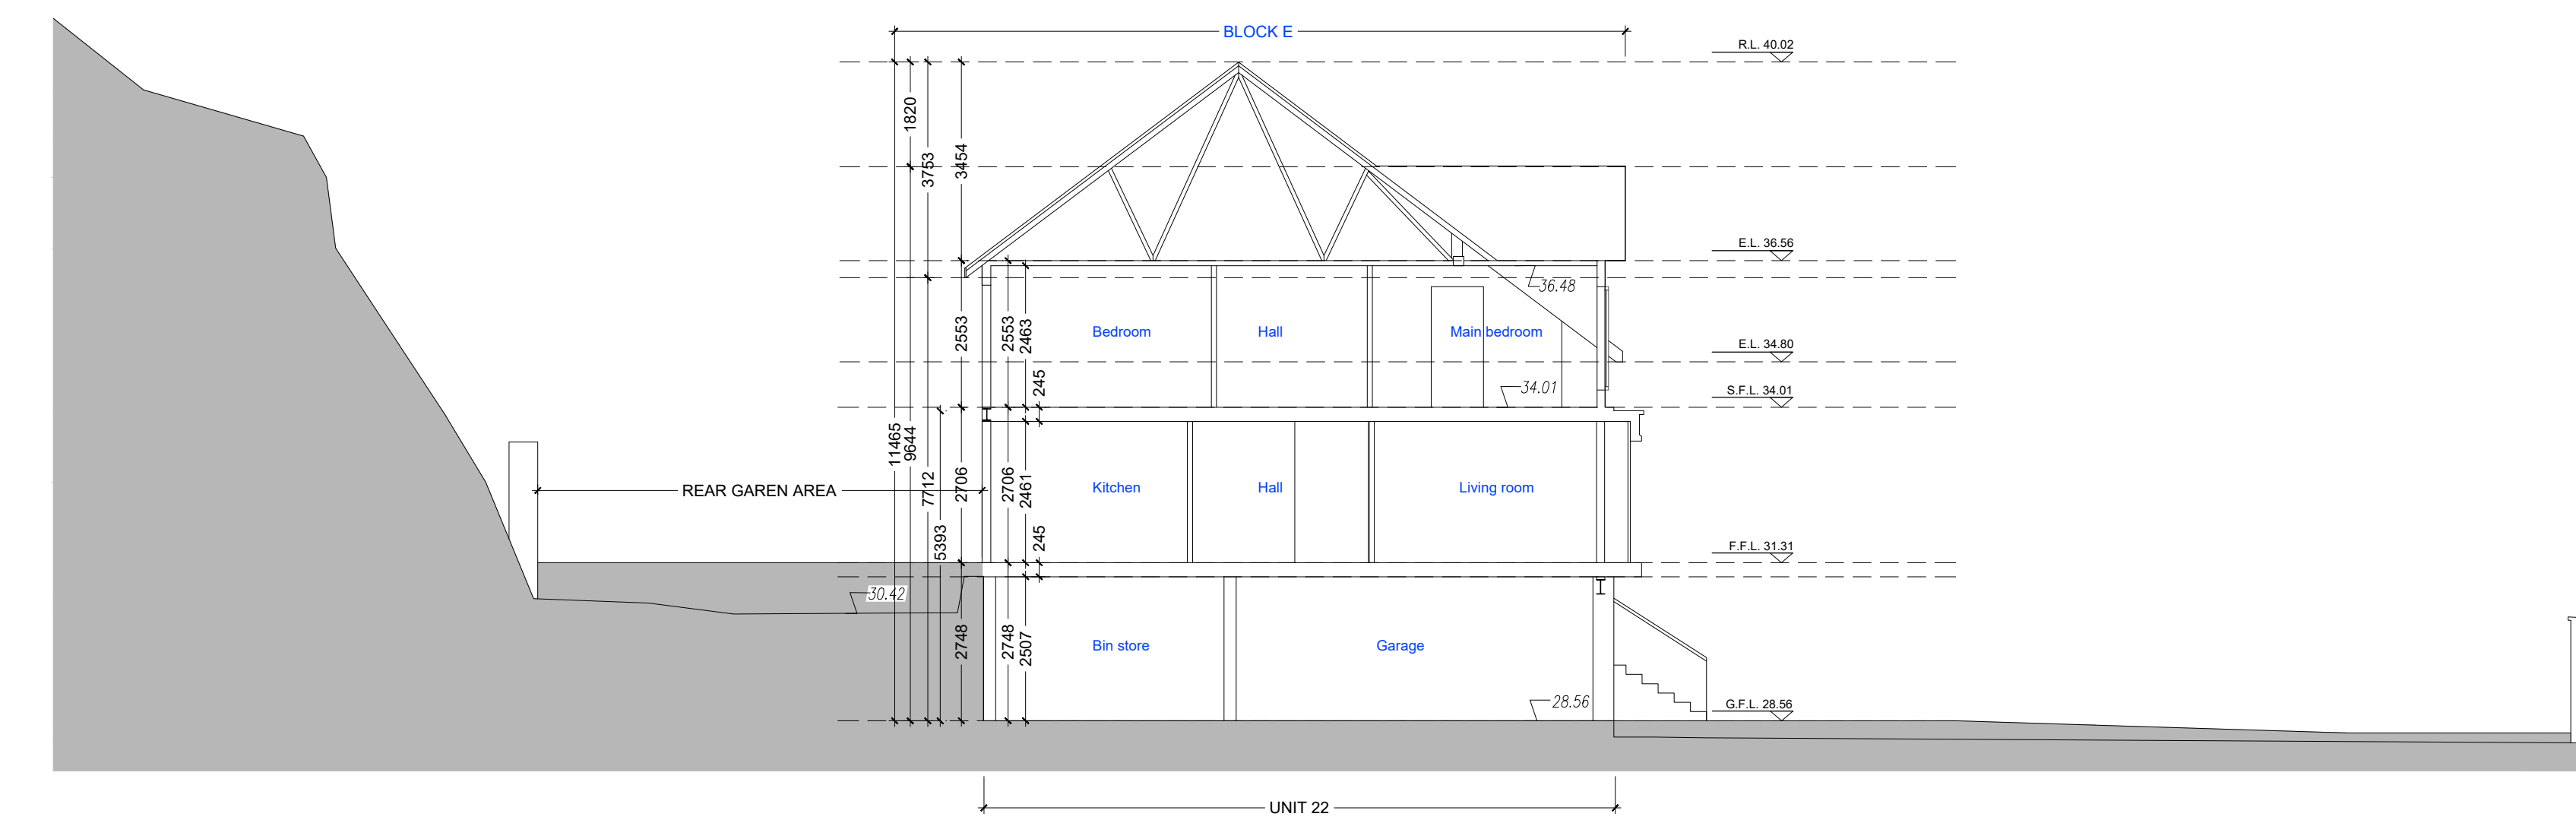 BLOCK E
R.L. 40.02
1820
3753
3454
E.L. 36.56
36.48
2553
2553
2463
Bedroom
Hall
Main bedroom
E.L. 34.80
245
34.01
S.F.L. 34.01
11465
9644
7712
5393
2706
2706
2461
REAR GAREN AREA
Kitchen
Hall
Living room
245
F.F.L. 31.31
30.42
2748
2748
2507
Bin store
Garage
28.56
G.F.L. 28.56
UNIT 22